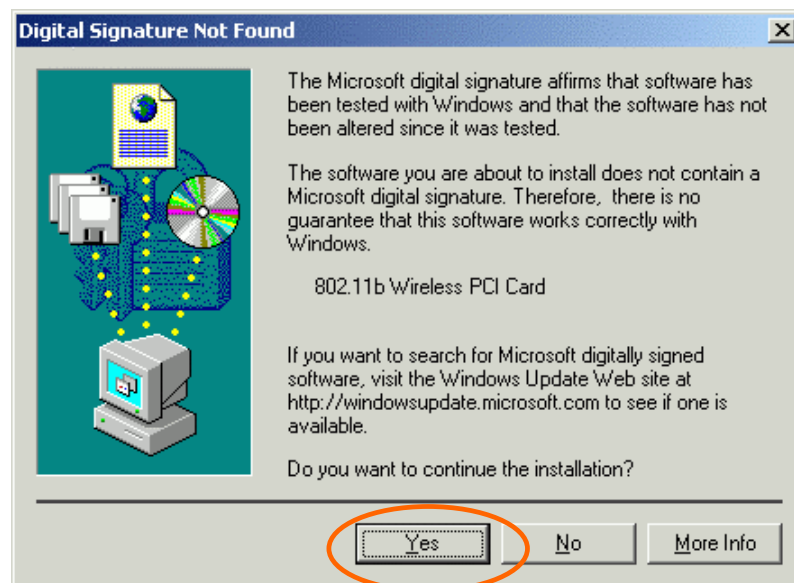 Digital Signature Not Found
The Microsoft digital signature affirms that software has
been tested with Windows and that the software has not
been altered since it was tested.
The software you are about to install does not contain a
Microsoft digital signature. Therefore,  there is no
guarantee that this software works correctly with
Windows.
802.11b Wireless PCI Card
If you want to search for Microsoft digitally signed
software, visit the Windows Update Web site at
http://windowsupdate.microsoft.com to see if one is
available.
Do you want to continue the installation?
Yes No More Info